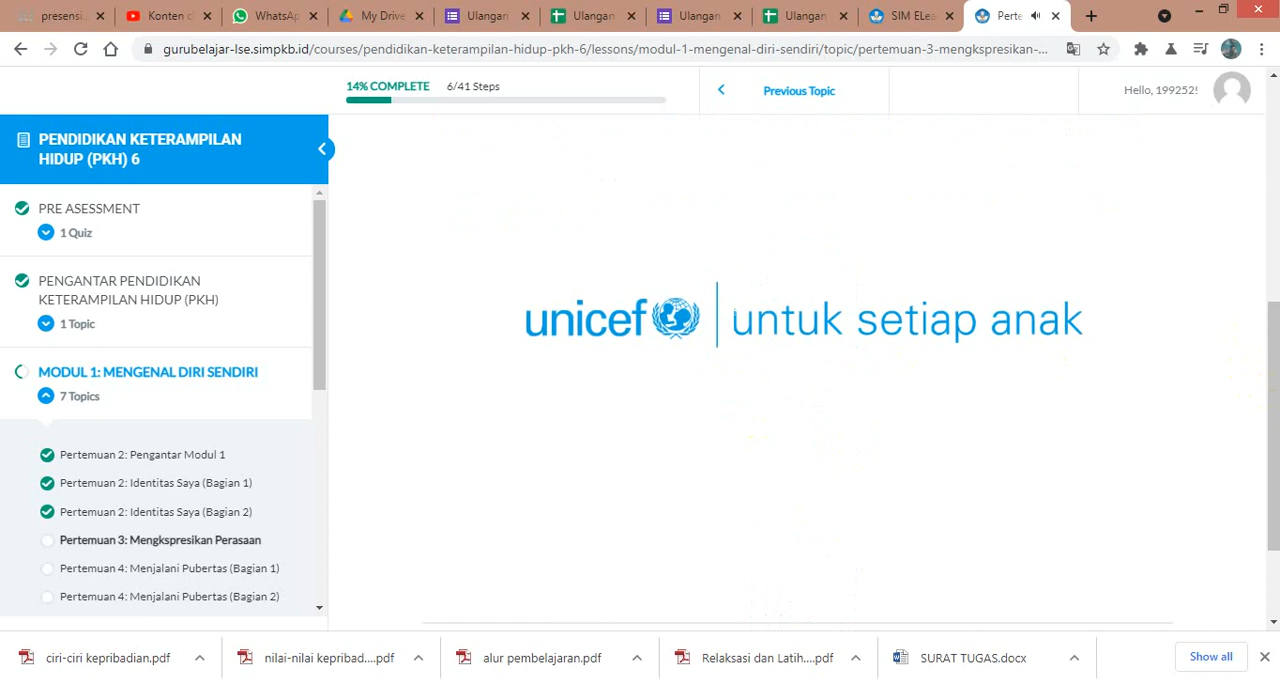 presensi
Konten c
WhatsAp
My Drive
Ulangan
Ulangan
Ulangan
Ulangan
SIM ELea
Perte
gurubelajar-lse.simpkb.id/courses/pendidikan-keterampilan-hidup-pkh-6/lessons/modul-1-mengenal-diri-sendiri/topic/pertemuan-3-mengkspresikan-...
14% COMPLETE 6/41 Steps
Previous Topic
Hello, 199252!
PENDIDIKAN KETERAMPILAN
HIDUP (PKH) 6
PRE ASESSMENT
1 Quiz
PENGANTAR PENDIDIKAN
KETERAMPILAN HIDUP (PKH)
1 Topic
MODUL 1: MENGENAL DIRI SENDIRI
7 Topics
Pertemuan 2: Pengantar Modul 1
Pertemuan 2: Identitas Saya (Bagian 1)
Pertemuan 2: Identitas Saya (Bagian 2)
Pertemuan 3: Mengkspresikan Perasaan
Pertemuan 4: Menjalani Pubertas (Bagian 1)
Pertemuan 4: Menjalani Pubertas (Bagian 2)
unicef untuk setiap anak
ciri-ciri kepribadian.pdf
nilai-nilai kepribad....pdf
alur pembelajaran.pdf
Relaksasi dan Latih....pdf
SURAT TUGAS.docx
Show all